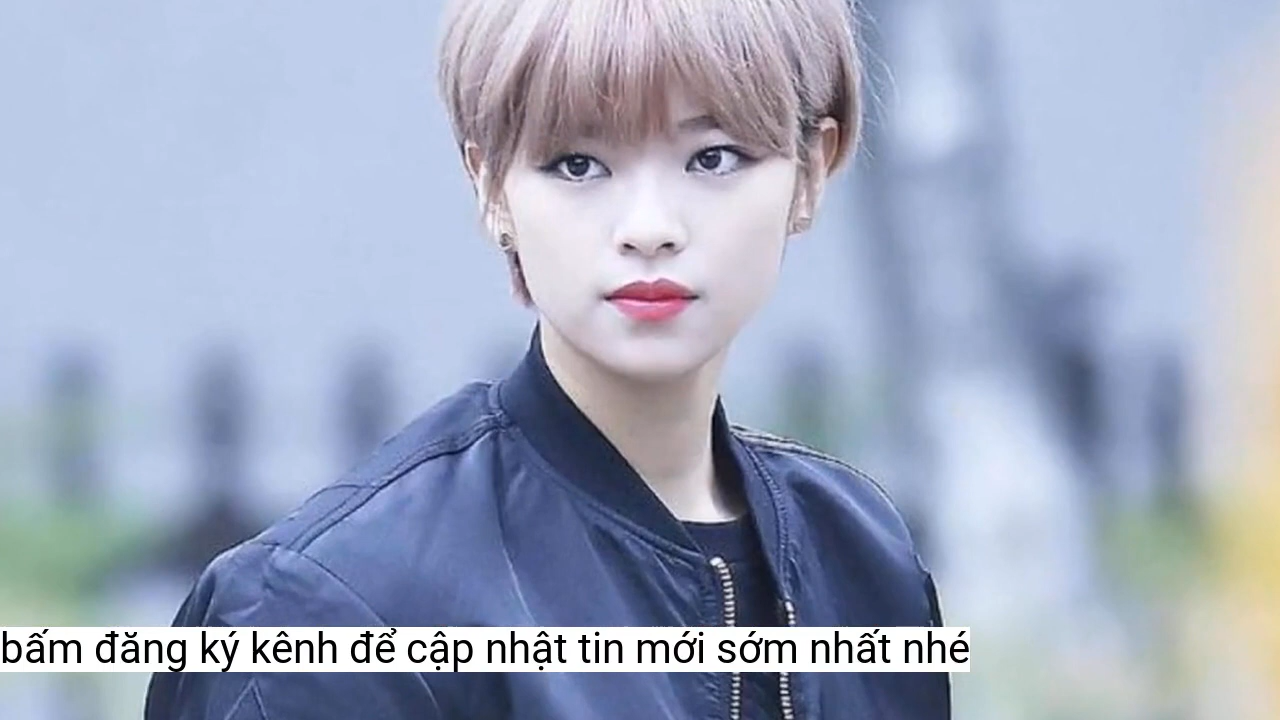 bấm đăng ký kênh để cập nhật tin mới sớm nhất nhé